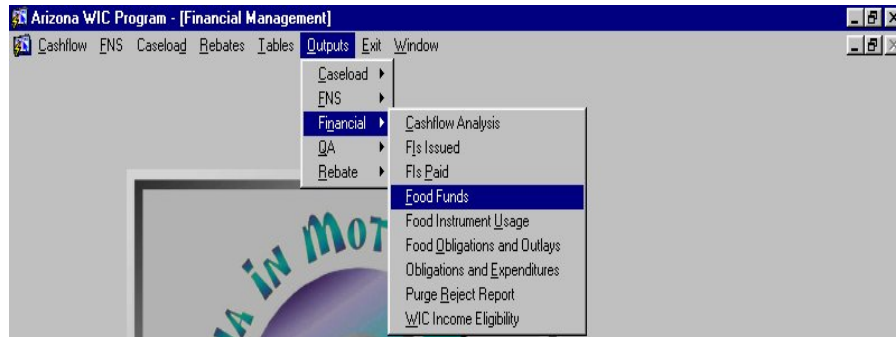 Arizona WIC Program - [Financial Management]
Cashflow FNS Caseload Rebates Tables Outputs Exit Window
Caseload
FNS
Financial
QA
Rebate
Cashflow Analysis
FIs Issued
FIs Paid
Food Funds
Food Instrument Usage
Food Obligations and Outlays
Obligations and Expenditures
Purge Reject Report
WIC Income Eligibility
IN MOT